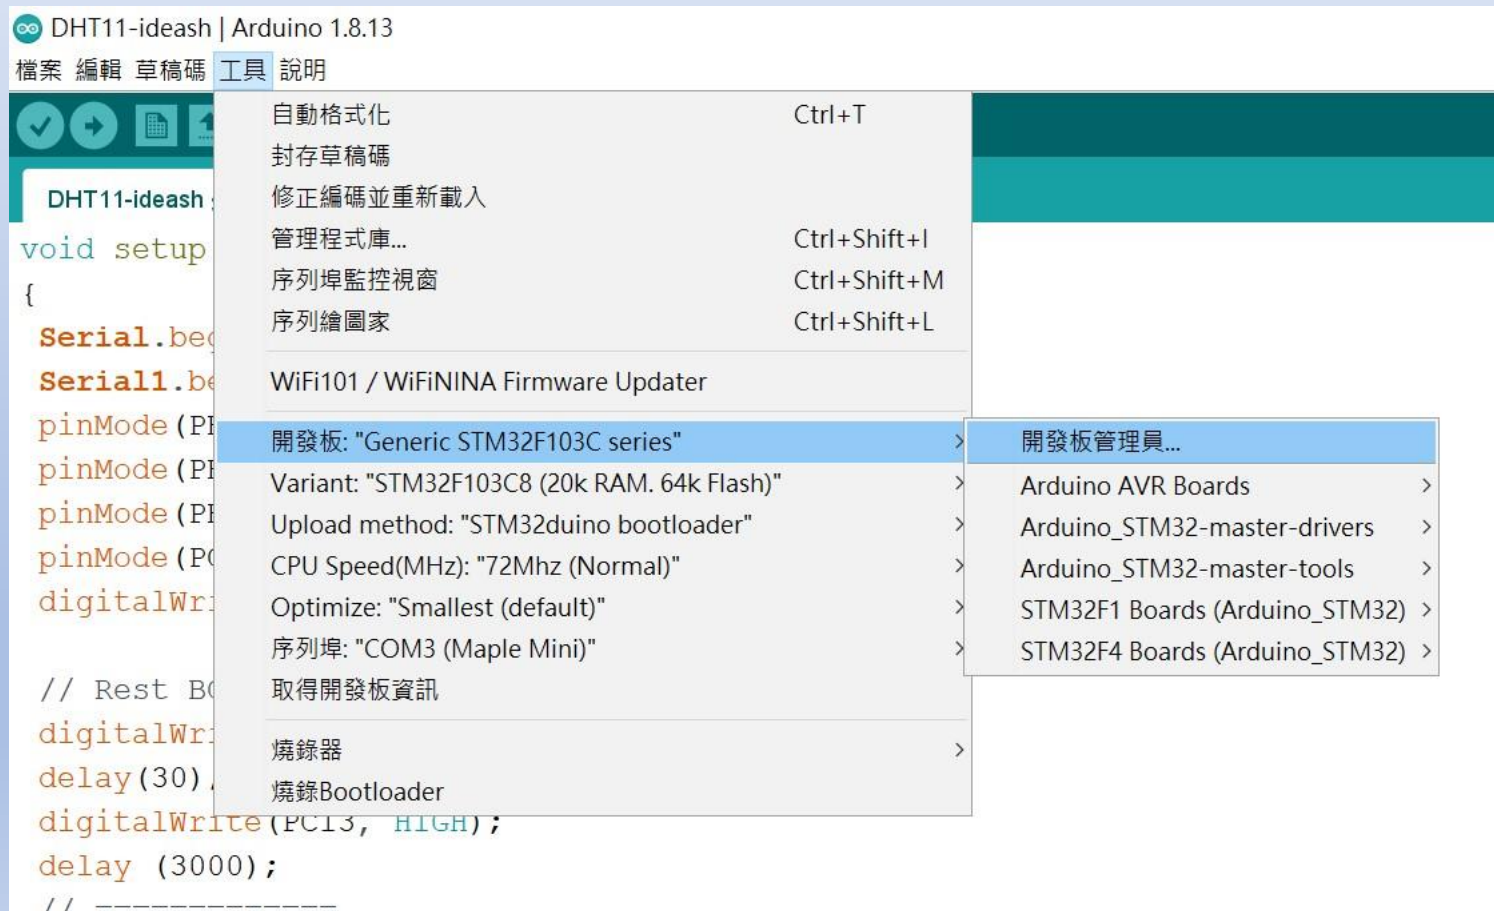 DHT11-ideash | Arduino 1.8.13
檔案 編輯 草稿碼 工具 說明
自動格式化 Ctrl+T
封存草稿碼
修正編碼並重新載入
管理程式庫... Ctrl+Shift+I
序列埠監控視窗 Ctrl+Shift+M
序列繪圖家 Ctrl+Shift+L
WiFi101 / WiFiNINA Firmware Updater
開發板: "Generic STM32F103C series"
Variant: "STM32F103C8 (20k RAM. 64k Flash)"
Upload method: "STM32duino bootloader"
CPU Speed(MHz): "72Mhz (Normal)"
Optimize: "Smallest (default)"
序列埠: "COM3 (Maple Mini)"
取得開發板資訊
燒錄器
燒錄Bootloader
開發板管理員...
Arduino AVR Boards
Arduino_STM32-master-drivers
Arduino_STM32-master-tools
STM32F1 Boards (Arduino_STM32)
STM32F4 Boards (Arduino_STM32)
DHT11-ideash
void setup
{
Serial.be
Serial1.be
pinMode(P
pinMode(P
pinMode(P
pinMode(P
digitalWr
// Rest B
digitalWr
delay(30)
digitalWrite(PC13, HIGH);
delay (3000);
// =============